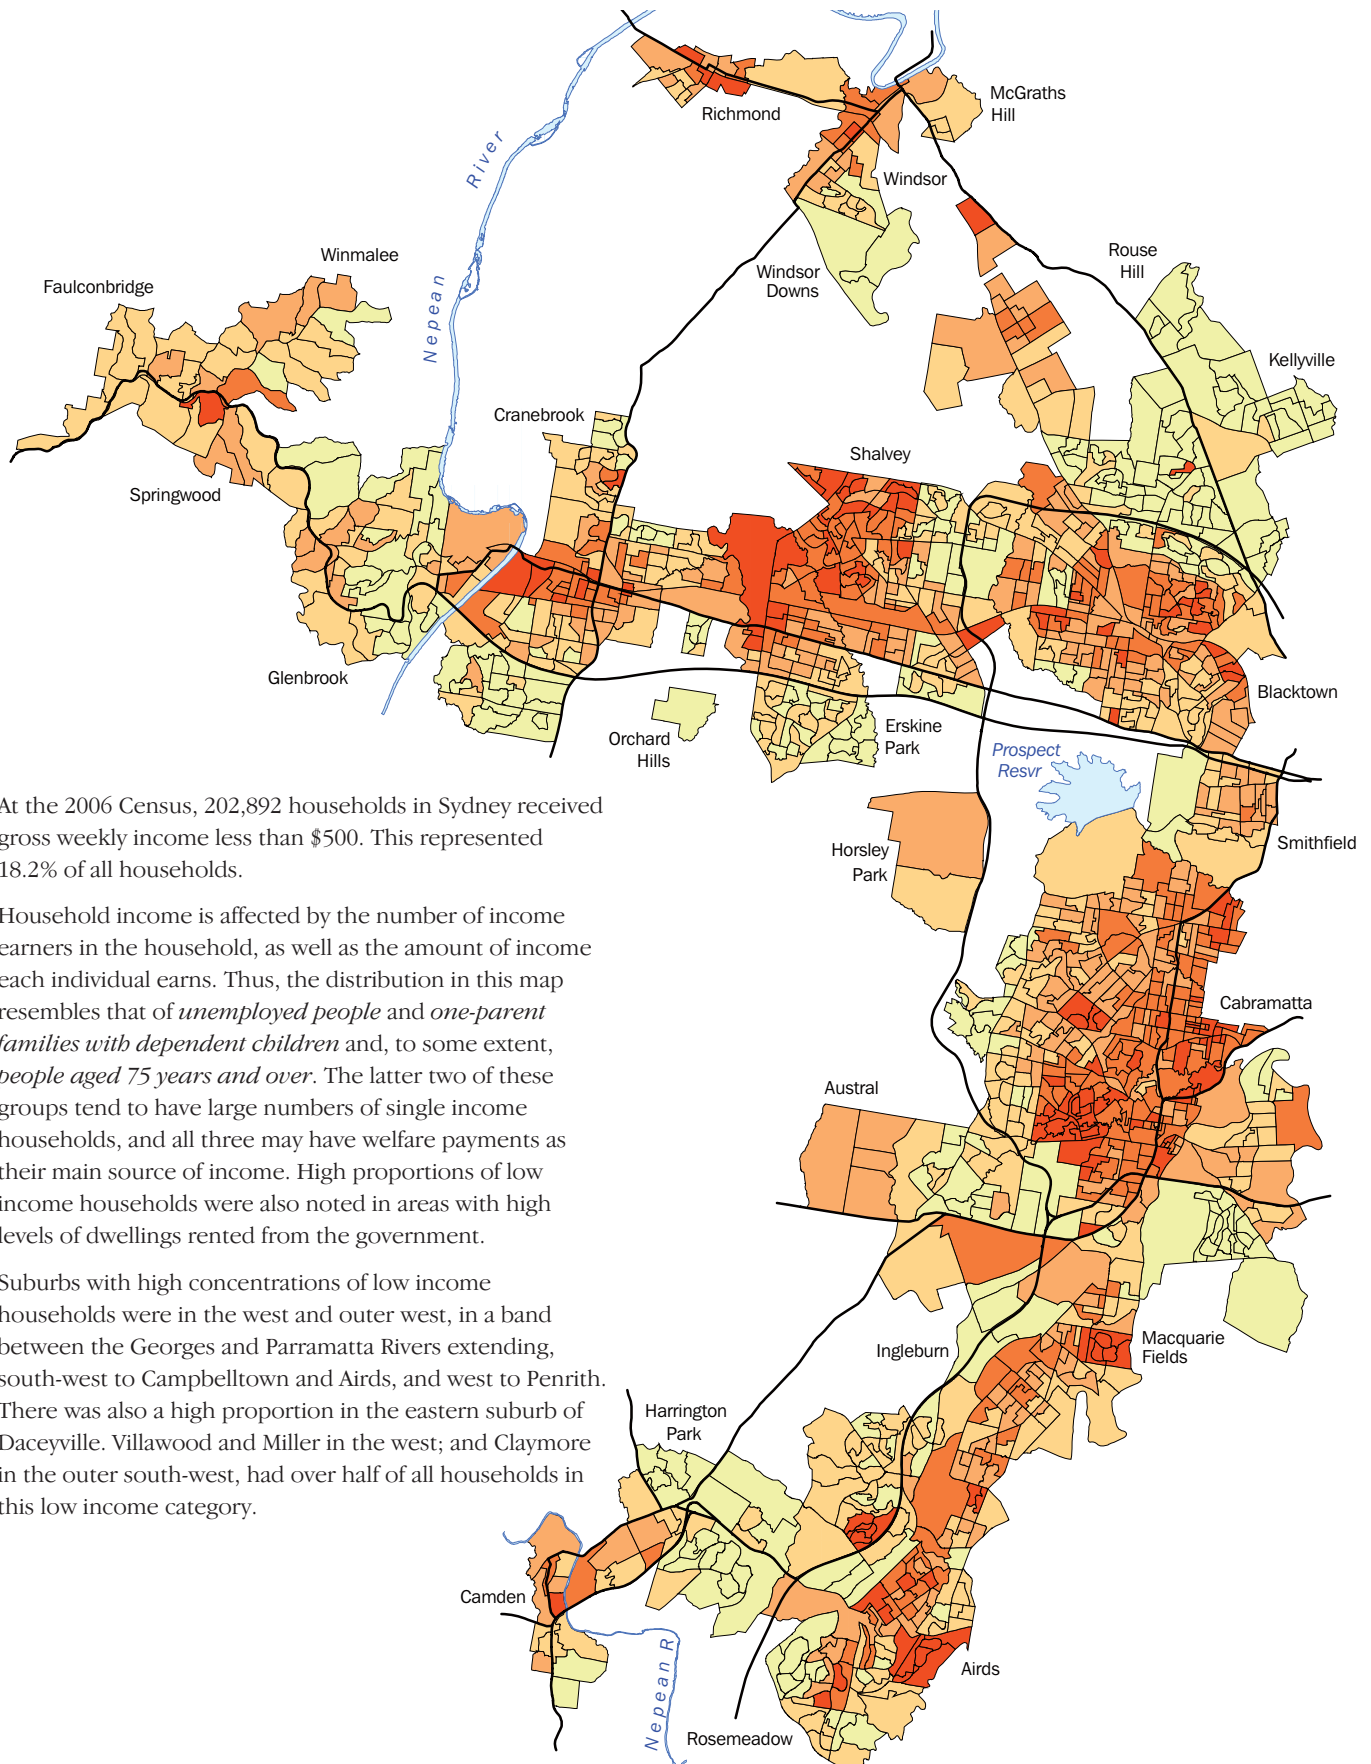 McGraths
Hill
Richmond
River
Windsor
Winmalee
Rouse
Hill
Windsor
Downs
Faulconbridge
Nepean
Kellyville
Cranebrook
Shalvey
Springwood
Glenbrook
Blacktown
Orchard
Hills
Erskine
Park
Prospect
Resvr
At the 2006 Census, 202,892 households in Sydney received
gross weekly income less than $500. This represented
18.2% of all households.
Horsley
Park
Smithfield
Household income is affected by the number of income
earners in the household, as well as the amount of income
each individual earns. Thus, the distribution in this map
resembles that of unemployed people and one-parent
families with dependent children and, to some extent,
people aged 75 years and over. The latter two of these
groups tend to have large numbers of single income
households, and all three may have welfare payments as
their main source of income. High proportions of low
income households were also noted in areas with high
levels of dwellings rented from the government.
Cabramatta
Austral
Suburbs with high concentrations of low income
households were in the west and outer west, in a band
between the Georges and Parramatta Rivers extending,
south-west to Campbelltown and Airds, and west to Penrith.
There was also a high proportion in the eastern suburb of
Daceyville. Villawood and Miller in the west; and Claymore
in the outer south-west, had over half of all households in
this low income category.
Ingleburn
Macquarie
Fields
Harrington
Park
Camden
Airds
Nepean R
Rosemeadow